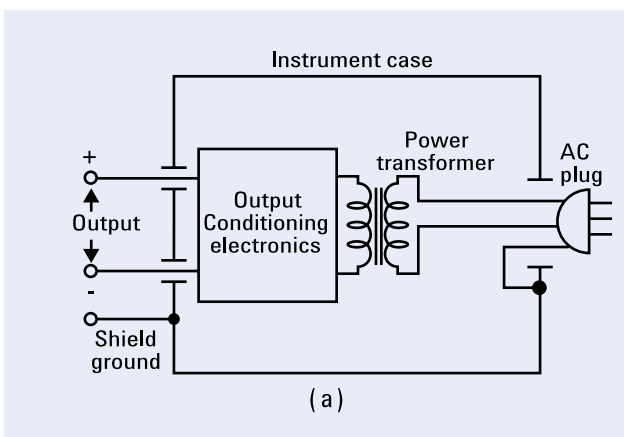 Instrument case
Power
transformer
AC
plug
+
Output
-
Output
Conditioning
electronics
Shield
ground
(a)